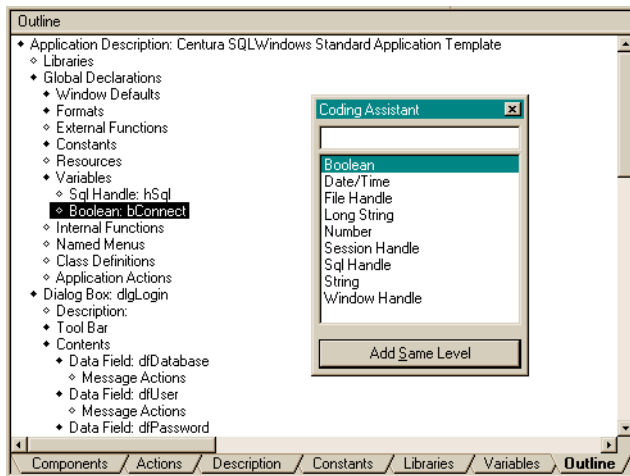 Outline
Application Description: Centura SQLWindows Standard Application Template
Libraries
Global Declarations
Window Defaults
Formats
External Functions
Constants
Resources
Variables
Sql Handle: hSql
Boolean: bConnect
Internal Functions
Named Menus
Class Definitions
Application Actions
Dialog Box: dlgLogin
Description:
Tool Bar
Contents
Data Field: dfDatabase
Message Actions
Data Field: dfUser
Message Actions
Data Field: dfPassword
Coding Assistant
Boolean
Date/Time
File Handle
Long String
Number
Session Handle
Sql Handle
String
Window Handle
Add Same Level
Components / Actions / Description / Constants / Libraries / Variables \ Outline /